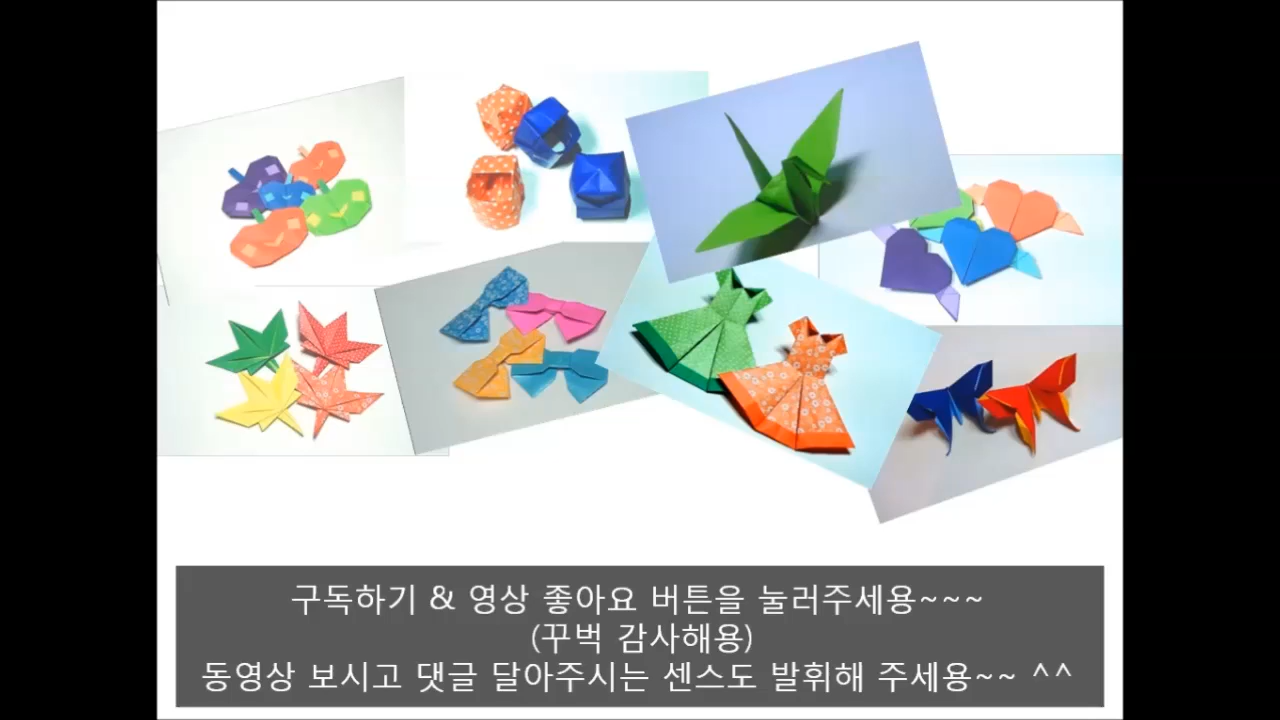 구독하기 & 영상 좋아요 버튼을 눌러주세용~~~
(꾸벅 감사해용)
동영상 보시고 댓글 달아주시는 센스도 발휘해 주세용~~ ^^